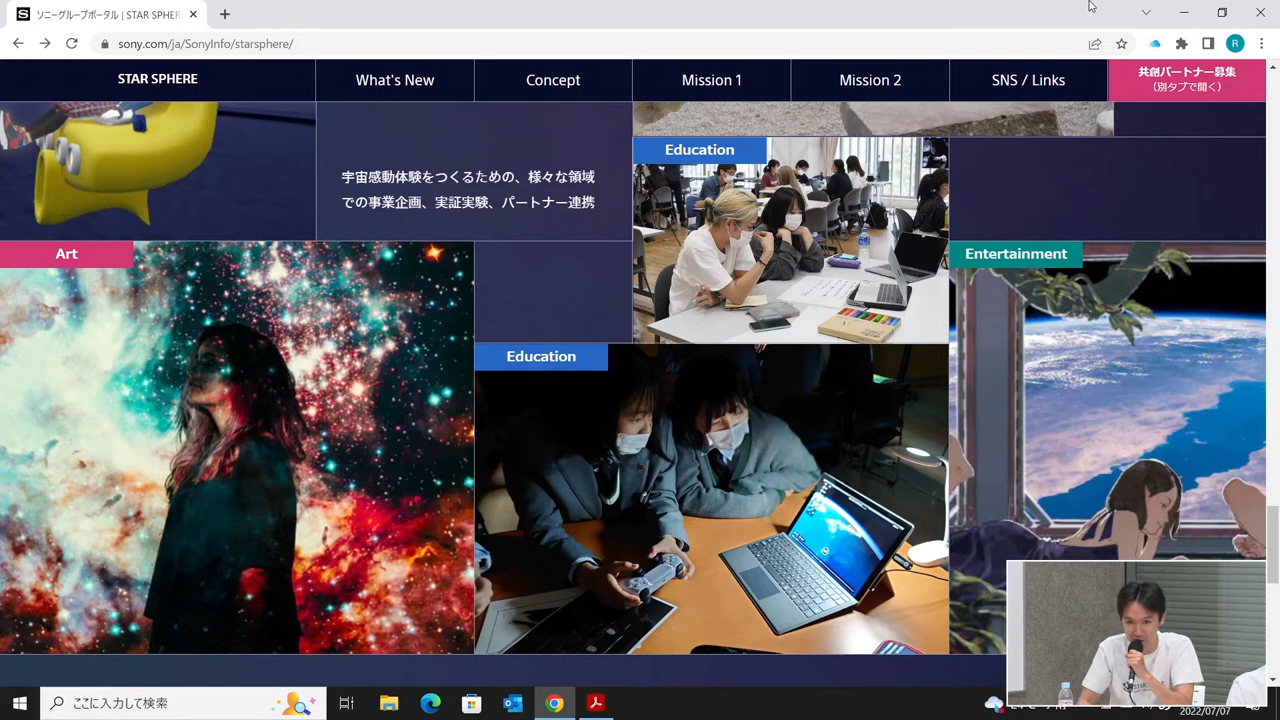 ソニーグループポータル | STAR SPHER
sony.com/ja/SonyInfo/starsphere/
R
STAR SPHERE
What's New
Concept
Mission 1
Mission 2
SNS / Links
共創パートナー募集
（別タブで開く）
Education
宇宙感動体験をつくるための、様々な領域
での事業企画、実証実験、パートナー連携
Art
Entertainment
Education
ここに入力して検索
2022/07/07